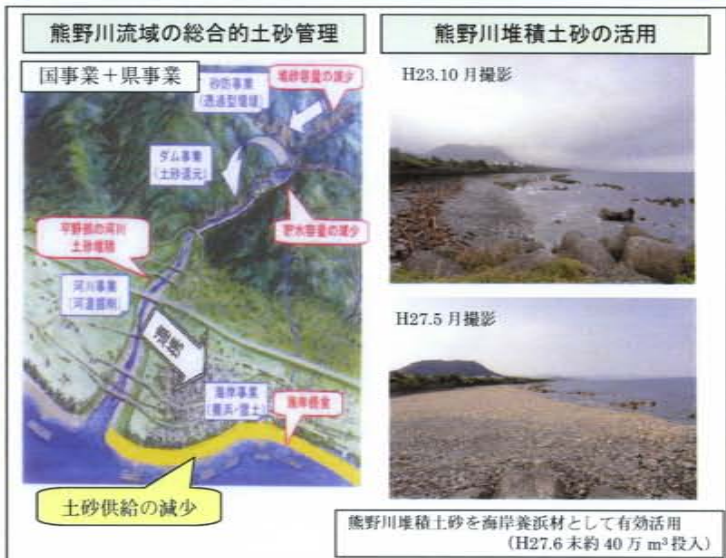 熊野川流域の総合的土砂管理
国事業+県事業
砂防事業
(透過型堰堤)
堆砂容量の減少
ダム事業
(土砂還元)
貯水容量の減少
平野部の河川
土砂堆積
河川事業
(河道掘削)
運搬
海岸事業
(養浜/覆土)
海岸侵食
土砂供給の減少
熊野川堆積土砂の活用
H23.10 月撮影
H27.5 月撮影
熊野川堆積土砂を海岸養浜材として有効活用
(H27.6 末約 40 万 m³投入)